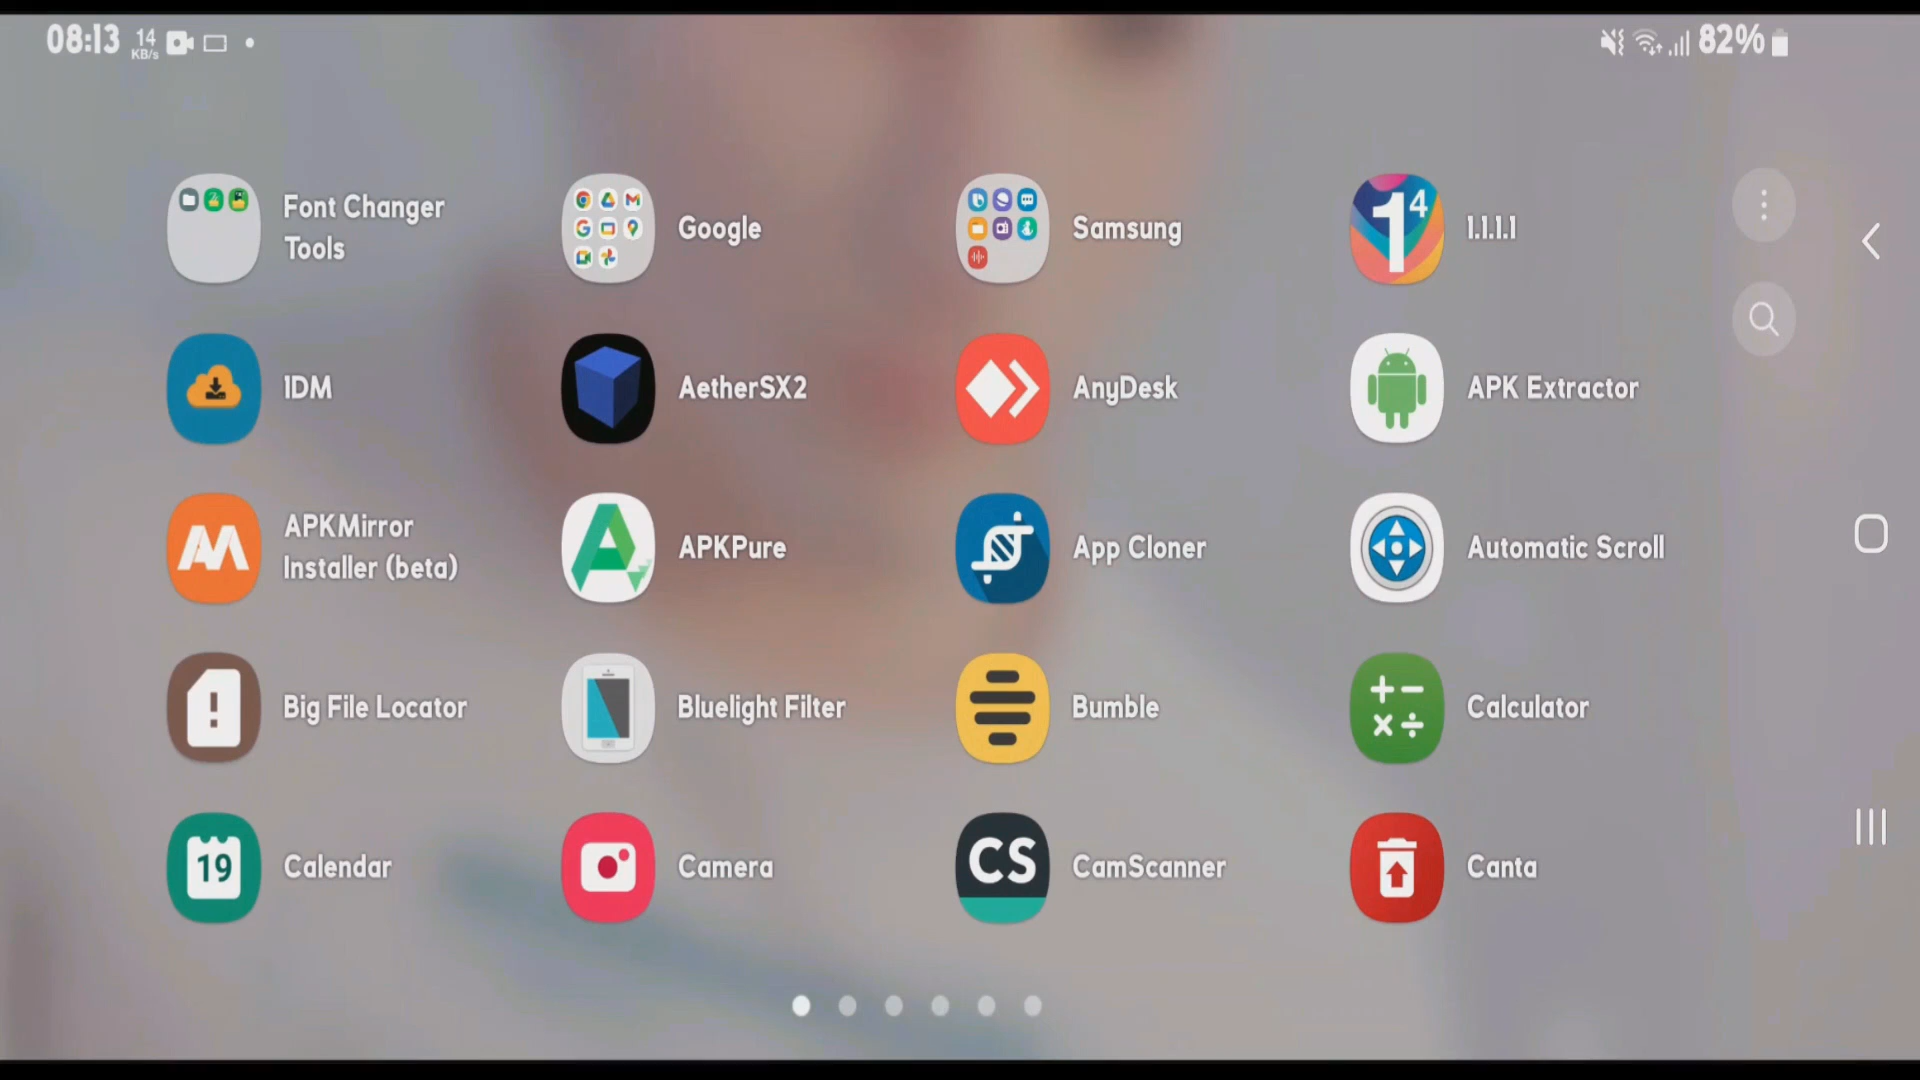 08:13 14 KB/s 82%
Font Changer Tools
Google
Samsung
1⁴
1.1.1.1
1DM
AetherSX2
AnyDesk
APK Extractor
APKMirror Installer (beta)
APKPure
App Cloner
Automatic Scroll
Big File Locator
Bluelight Filter
Bumble
Calculator
19
Calendar
Camera
CS
CamScanner
Canta